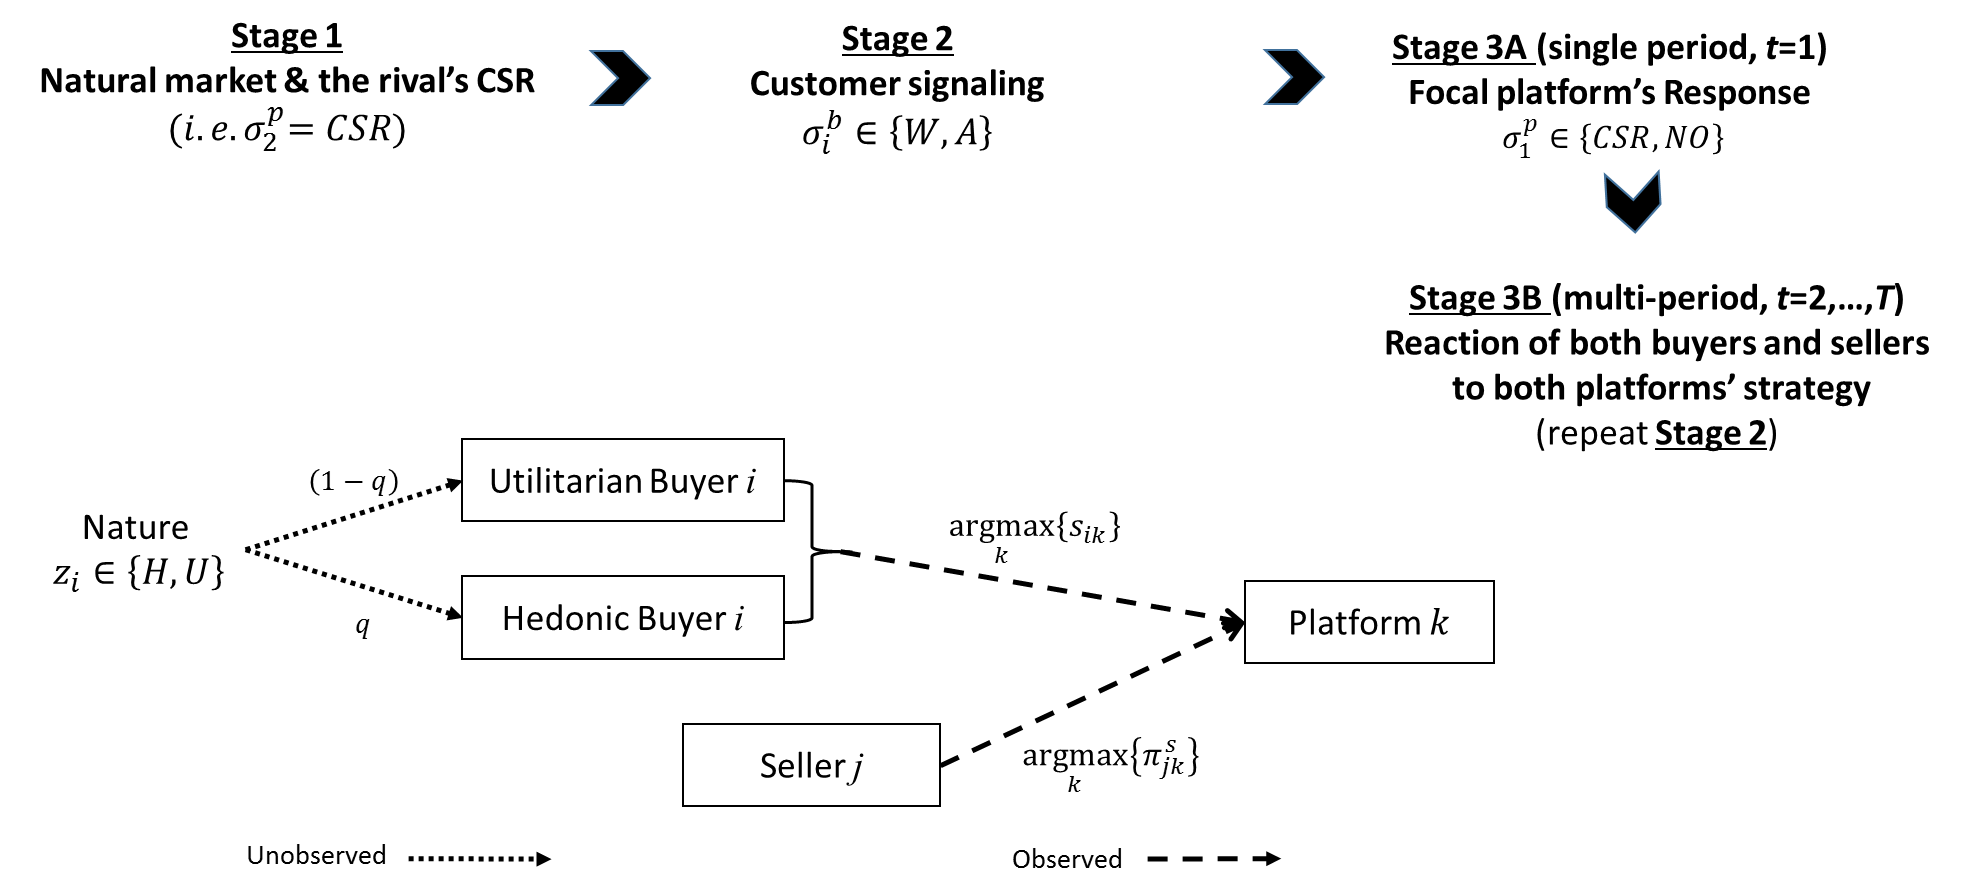 Stage 1
Natural market & the rival's CSR
(i.e. σ₂ᵖ = CSR)
Stage 2
Customer signaling
σᵢᵇ ∈ {W, A}
Stage 3A (single period, t=1)
Focal platform's Response
σ₁ᵖ ∈ {CSR, NO}
Stage 3B (multi-period, t=2,...,T)
Reaction of both buyers and sellers
to both platforms' strategy
(repeat Stage 2)
Nature
zᵢ ∈ {H, U}
(1 − q)
q
Utilitarian Buyer i
Hedonic Buyer i
argmax{sᵢₖ}
k
Platform k
Seller j
argmax{πˢⱼₖ}
k
Unobserved
Observed